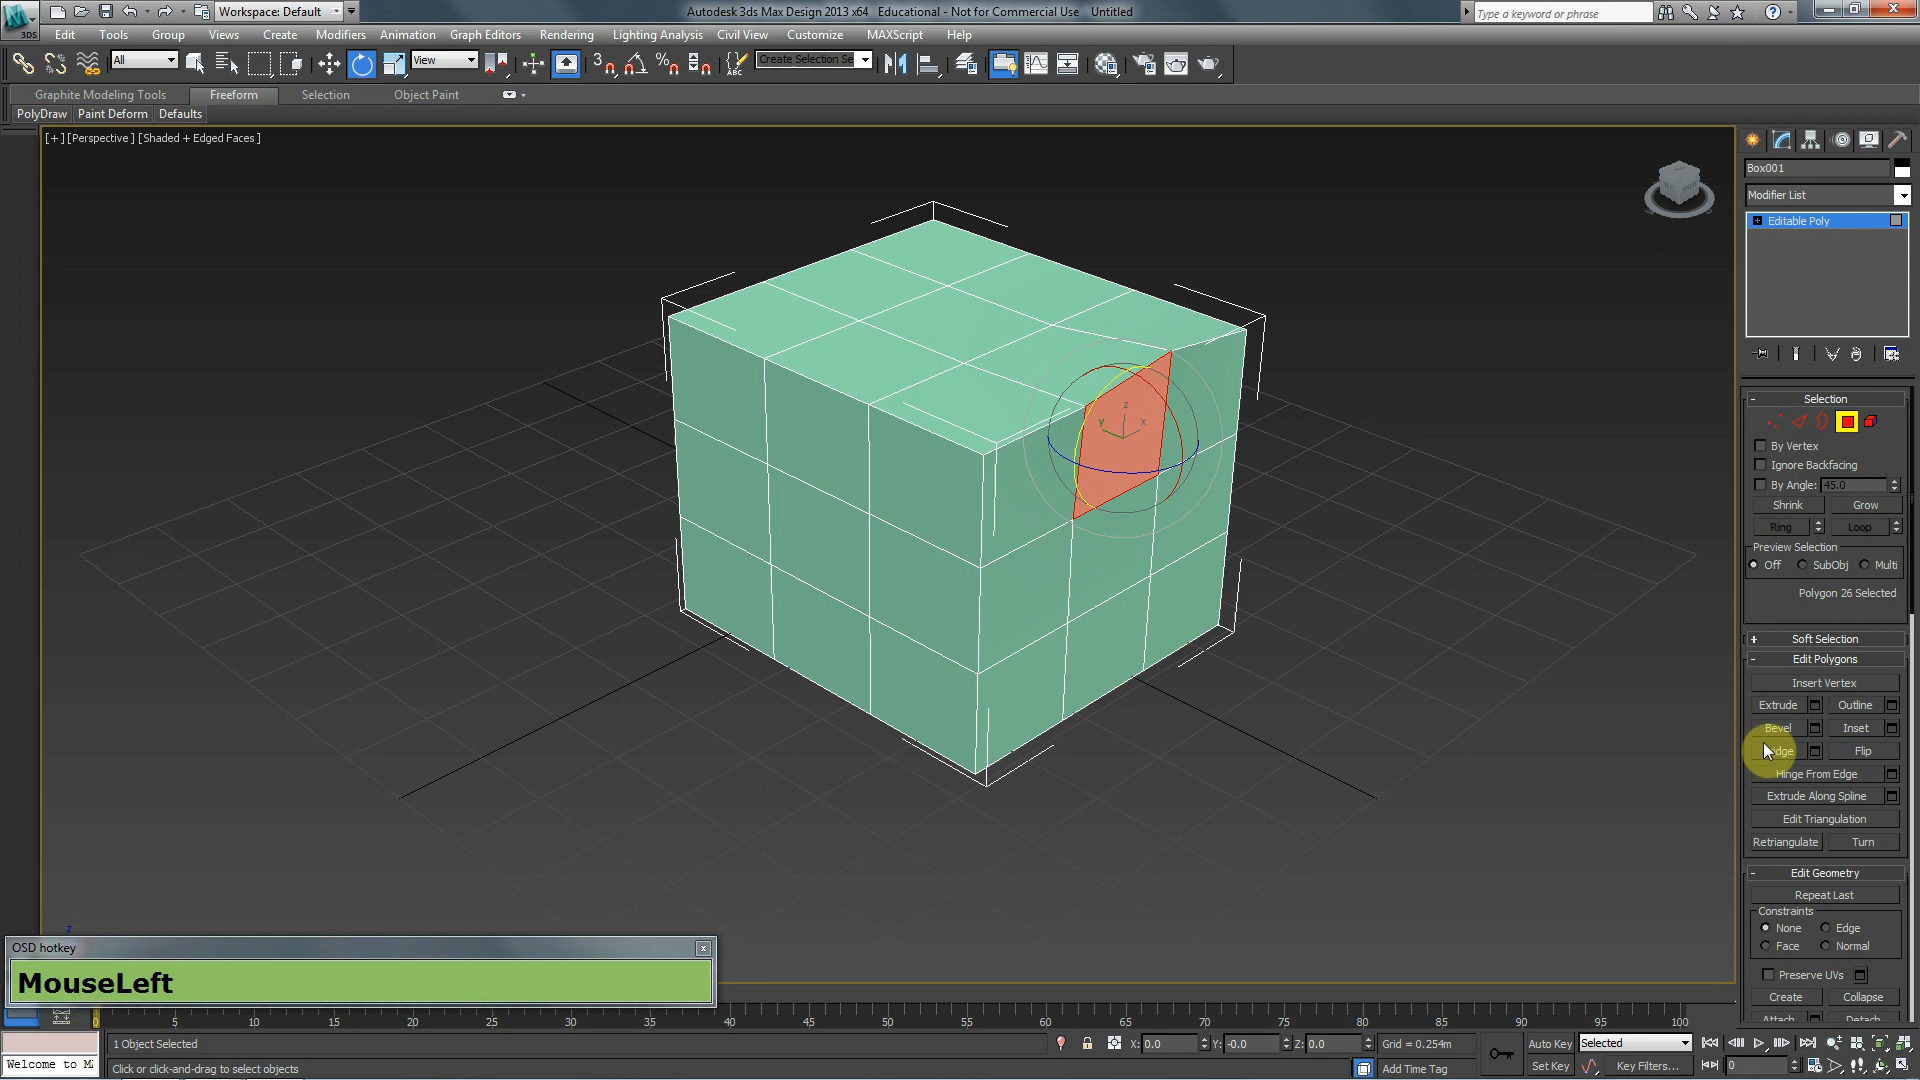 3DS
Workspace: Default
Autodesk 3ds Max Design 2013 x64 Educational - Not for Commercial Use Untitled
Type a keyword or phrase
Edit Tools Group Views Create Modifiers Animation Graph Editors Rendering Lighting Analysis Civil View Customize MAXScript Help
All View 3 Create Selection Se
Graphite Modeling Tools Freeform Selection Object Paint
PolyDraw Paint Deform Defaults
[+] [Perspective ] [Shaded + Edged Faces ]
Box001
Modifier List
Editable Poly
z
y x
Selection
By Vertex
Ignore Backfacing
By Angle: 45.0
Shrink Grow
Ring Loop
Preview Selection
Off SubObj Multi
Polygon 26 Selected
Soft Selection
Edit Polygons
Insert Vertex
Extrude Outline
Bevel Inset
Flip
Hinge From Edge
Extrude Along Spline
Edit Triangulation
Retriangulate Turn
Edit Geometry
Repeat Last
Constraints
None Edge
Face Normal
Preserve UVs
Create Collapse
Attach Detach
z
OSD hotkey
MouseLeft
0 5 10 15 20 25 30 35 40 45 50 55 60 65 70 75 80 85 90 95 100
1 Object Selected X: 0.0 Y: -0.0 Z: 0.0 Grid = 0.254m Auto Key Selected
Welcome to M Click or click-and-drag to select objects Add Time Tag Set Key Key Filters... 0